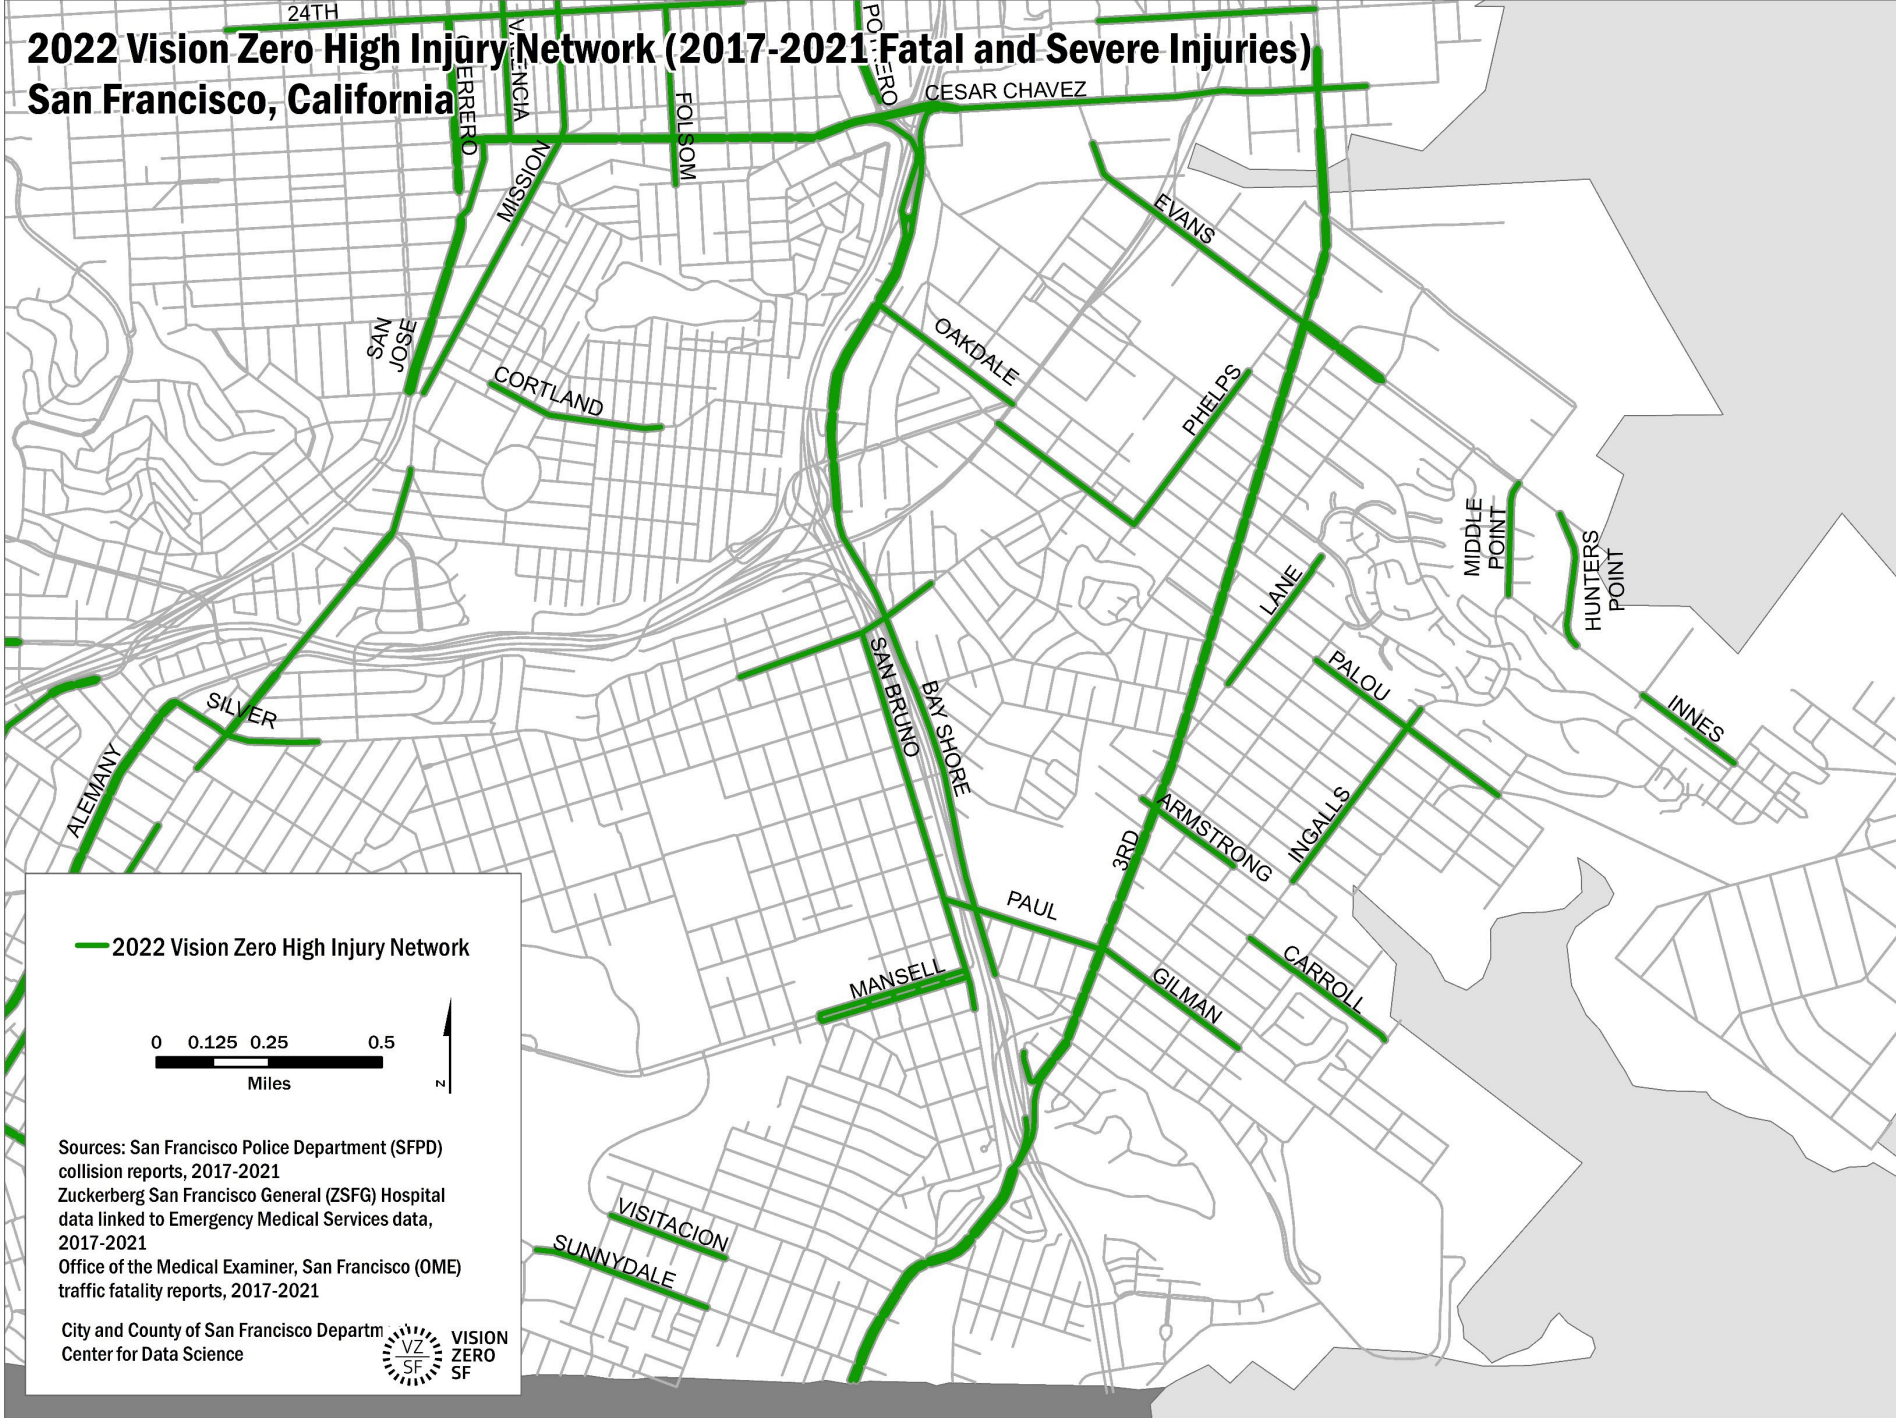 24TH
2022 Vision Zero High Injury Network (2017-2021 Fatal and Severe Injuries)
San Francisco, California
VALENCIA
FOLSOM
CESAR CHAVEZ
MISSION
EVANS
SAN
JOSE
OAKDALE
CORTLAND
PHELPS
MIDDLE
POINT
HUNTERS
POINT
LANE
PALOU
SILVER
SAN BRUNO
BAY SHORE
INNES
ALEMANY
INGALLS
ARMSTRONG
3RD
PAUL
CARROLL
GILMAN
MANSELL
VISITACION
SUNNYDALE
2022 Vision Zero High Injury Network
0 0.125 0.25 0.5
Miles
N
Sources: San Francisco Police Department (SFPD)
collision reports, 2017-2021
Zuckerberg San Francisco General (ZSFG) Hospital
data linked to Emergency Medical Services data,
2017-2021
Office of the Medical Examiner, San Francisco (OME)
traffic fatality reports, 2017-2021
City and County of San Francisco Departm
Center for Data Science
VZ
SF
VISION
ZERO
SF